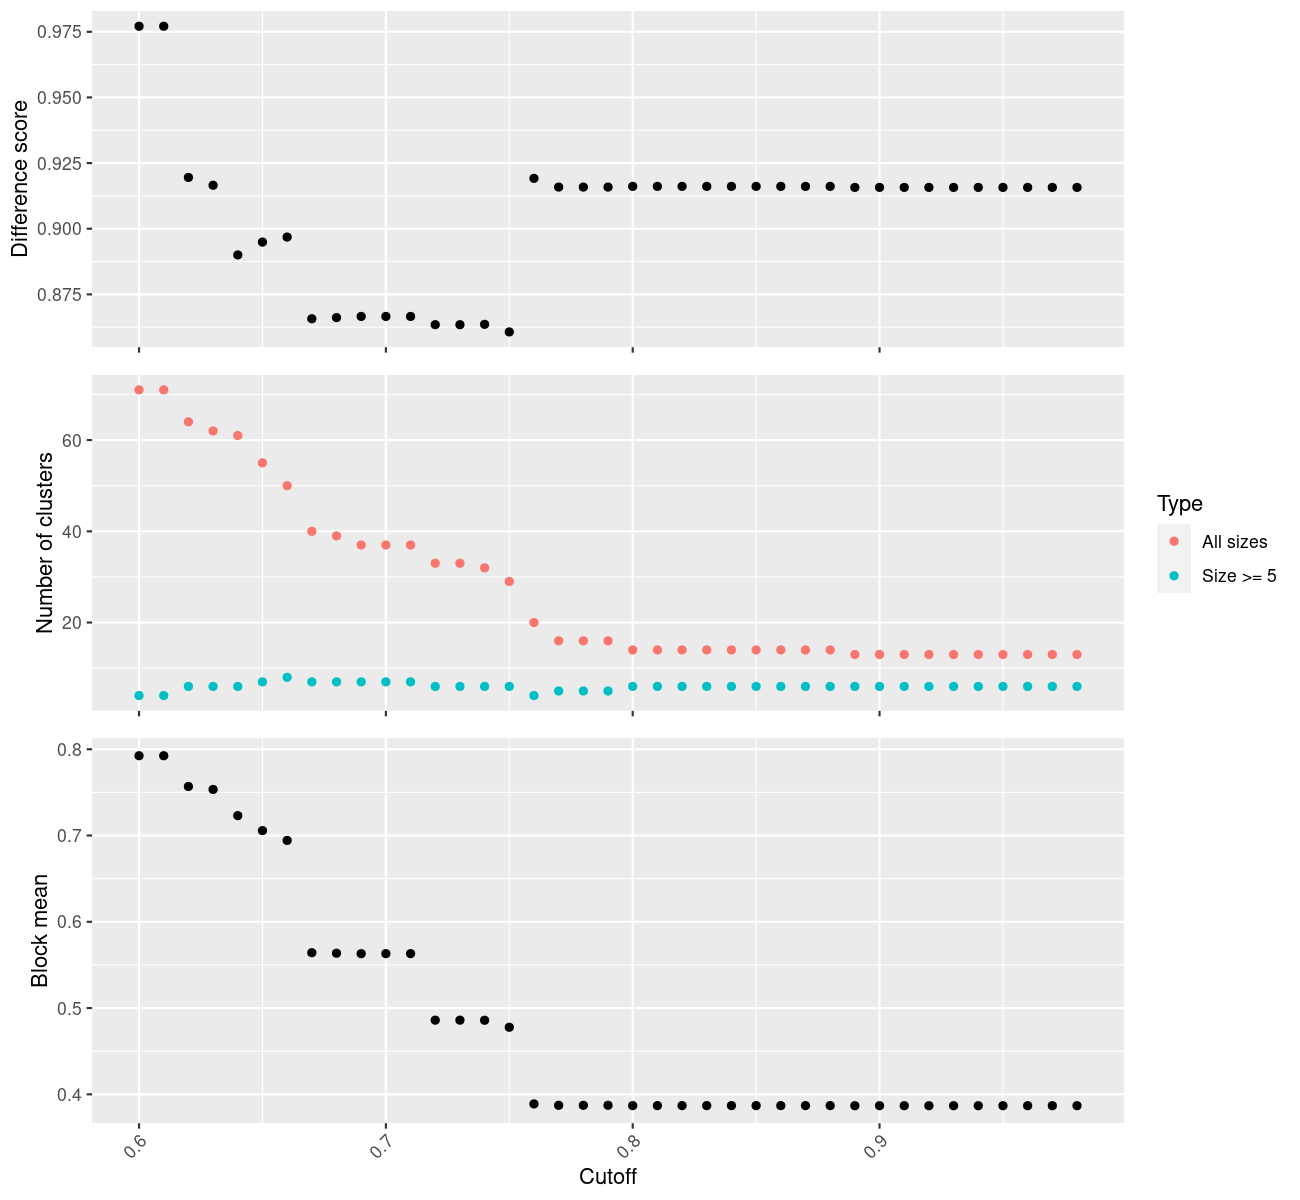 Difference score
0.975
0.950
0.925
0.900
0.875
Number of clusters
60
40
20
Type
All sizes
Size >= 5
Block mean
0.8
0.7
0.6
0.5
0.4
0.6 0.7 0.8 0.9
Cutoff